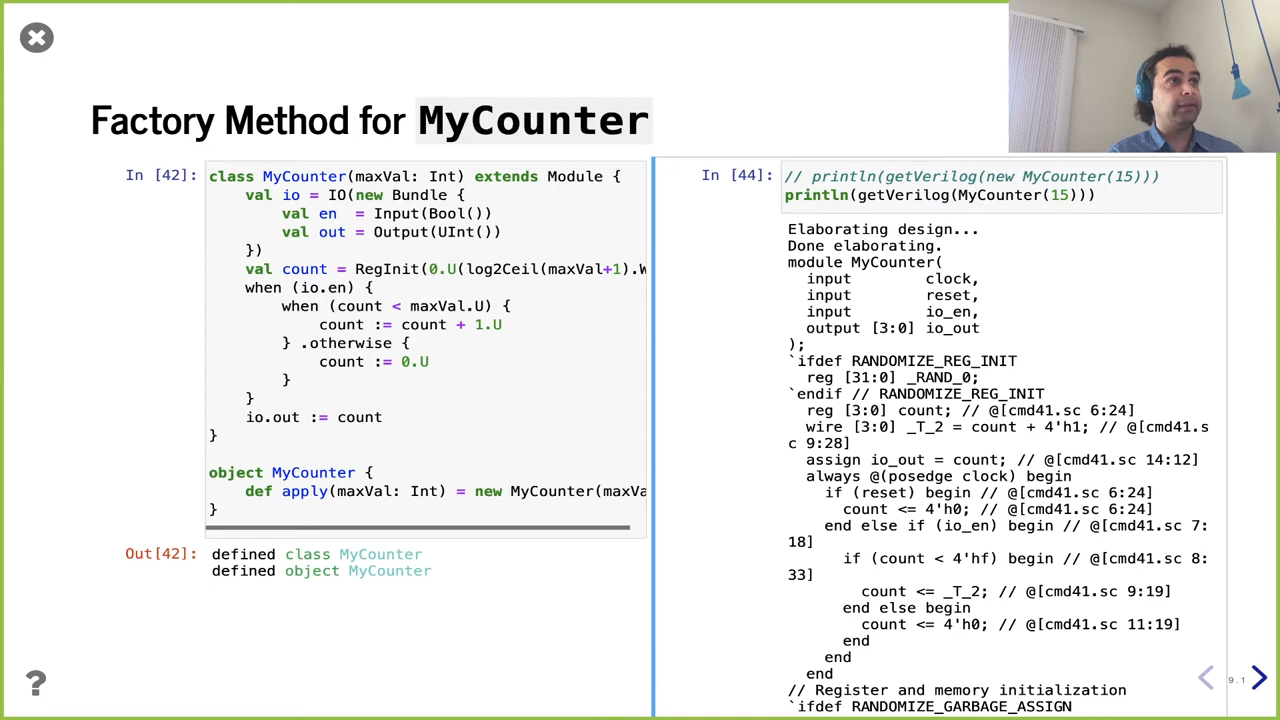 Factory Method for MyCounter
In [42]:
class MyCounter(maxVal: Int) extends Module {
    val io = IO(new Bundle {
        val en  = Input(Bool())
        val out = Output(UInt())
    })
    val count = RegInit(0.U(log2Ceil(maxVal+1).W
    when (io.en) {
        when (count < maxVal.U) {
            count := count + 1.U
        } .otherwise {
            count := 0.U
        }
    }
    io.out := count
}
object MyCounter {
    def apply(maxVal: Int) = new MyCounter(maxVa
}
Out[42]:
defined class MyCounter
defined object MyCounter
In [44]:
// println(getVerilog(new MyCounter(15)))
println(getVerilog(MyCounter(15)))
Elaborating design...
Done elaborating.
module MyCounter(
  input        clock,
  input        reset,
  input        io_en,
  output [3:0] io_out
);
`ifdef RANDOMIZE_REG_INIT
  reg [31:0] _RAND_0;
`endif // RANDOMIZE_REG_INIT
  reg [3:0] count; // @[cmd41.sc 6:24]
  wire [3:0] _T_2 = count + 4'h1; // @[cmd41.s
c 9:28]
  assign io_out = count; // @[cmd41.sc 14:12]
  always @(posedge clock) begin
    if (reset) begin // @[cmd41.sc 6:24]
      count <= 4'h0; // @[cmd41.sc 6:24]
    end else if (io_en) begin // @[cmd41.sc 7:
18]
      if (count < 4'hf) begin // @[cmd41.sc 8:
33]
        count <= _T_2; // @[cmd41.sc 9:19]
      end else begin
        count <= 4'h0; // @[cmd41.sc 11:19]
      end
    end
  end
// Register and memory initialization
`ifdef RANDOMIZE_GARBAGE_ASSIGN
?
9.1